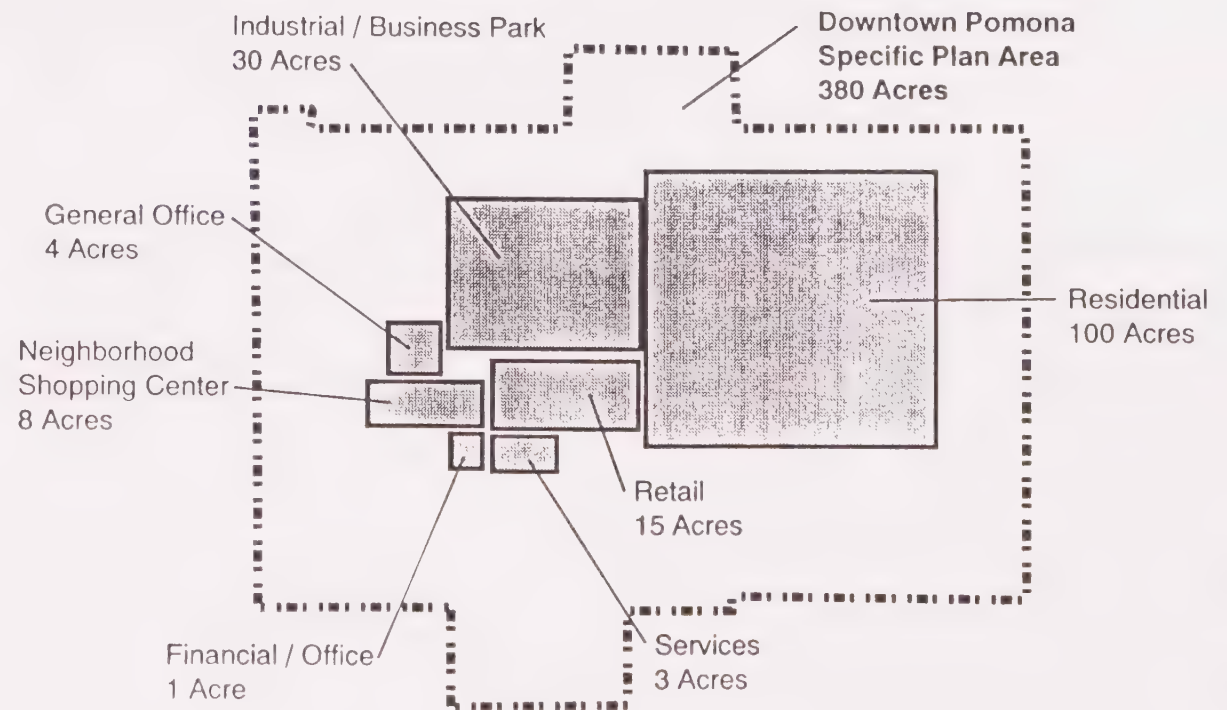 Industrial / Business Park
30 Acres
Downtown Pomona
Specific Plan Area
380 Acres
General Office
4 Acres
Neighborhood
Shopping Center
8 Acres
Residential
100 Acres
Retail
15 Acres
Financial / Office
1 Acre
Services
3 Acres